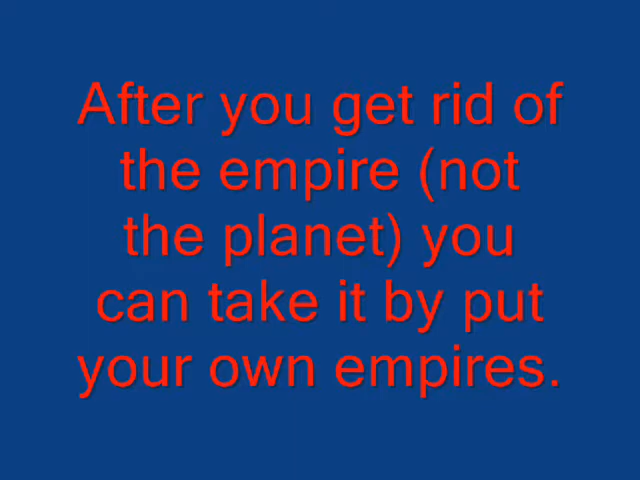 After you get rid of
the empire (not
the planet) you
can take it by put
your own empires.